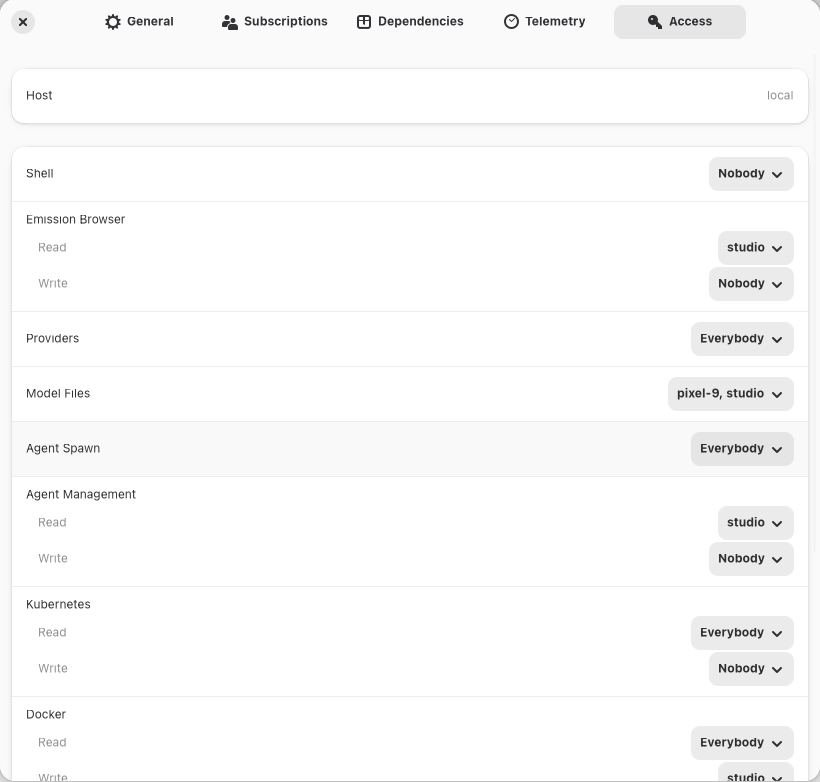 General Subscriptions Dependencies Telemetry Access
Host local
Shell Nobody
Emission Browser
Read studio
Write Nobody
Providers Everybody
Model Files pixel-9, studio
Agent Spawn Everybody
Agent Management
Read studio
Write Nobody
Kubernetes
Read Everybody
Write Nobody
Docker
Read Everybody
Write studio